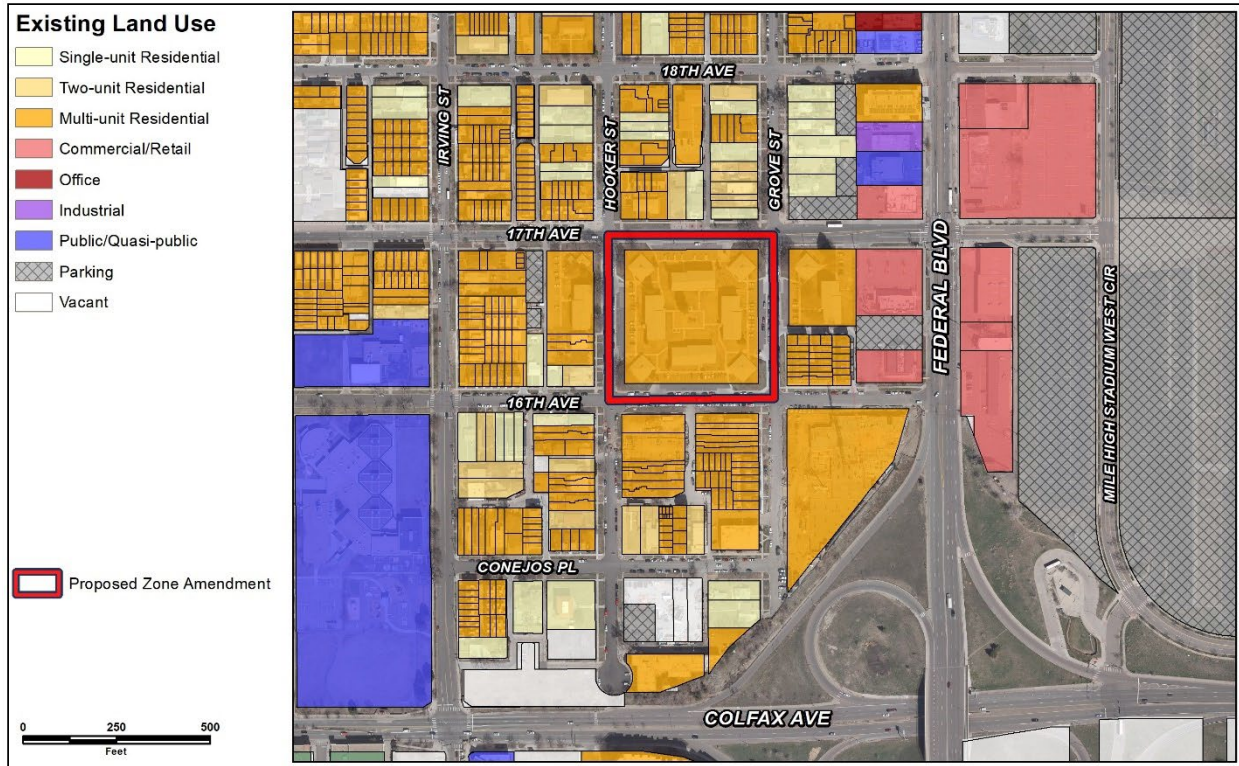 Existing Land Use
Single-unit Residential
Two-unit Residential
Multi-unit Residential
Commercial/Retail
Office
Industrial
Public/Quasi-public
Parking
Vacant
Proposed Zone Amendment
0 250 500
Feet
18TH AVE
IRVING ST
HOOKER ST
GROVE ST
17TH AVE
FEDERAL BLVD
MILE HIGH STADIUM WEST CIR
16TH AVE
CONEJOS PL
COLFAX AVE